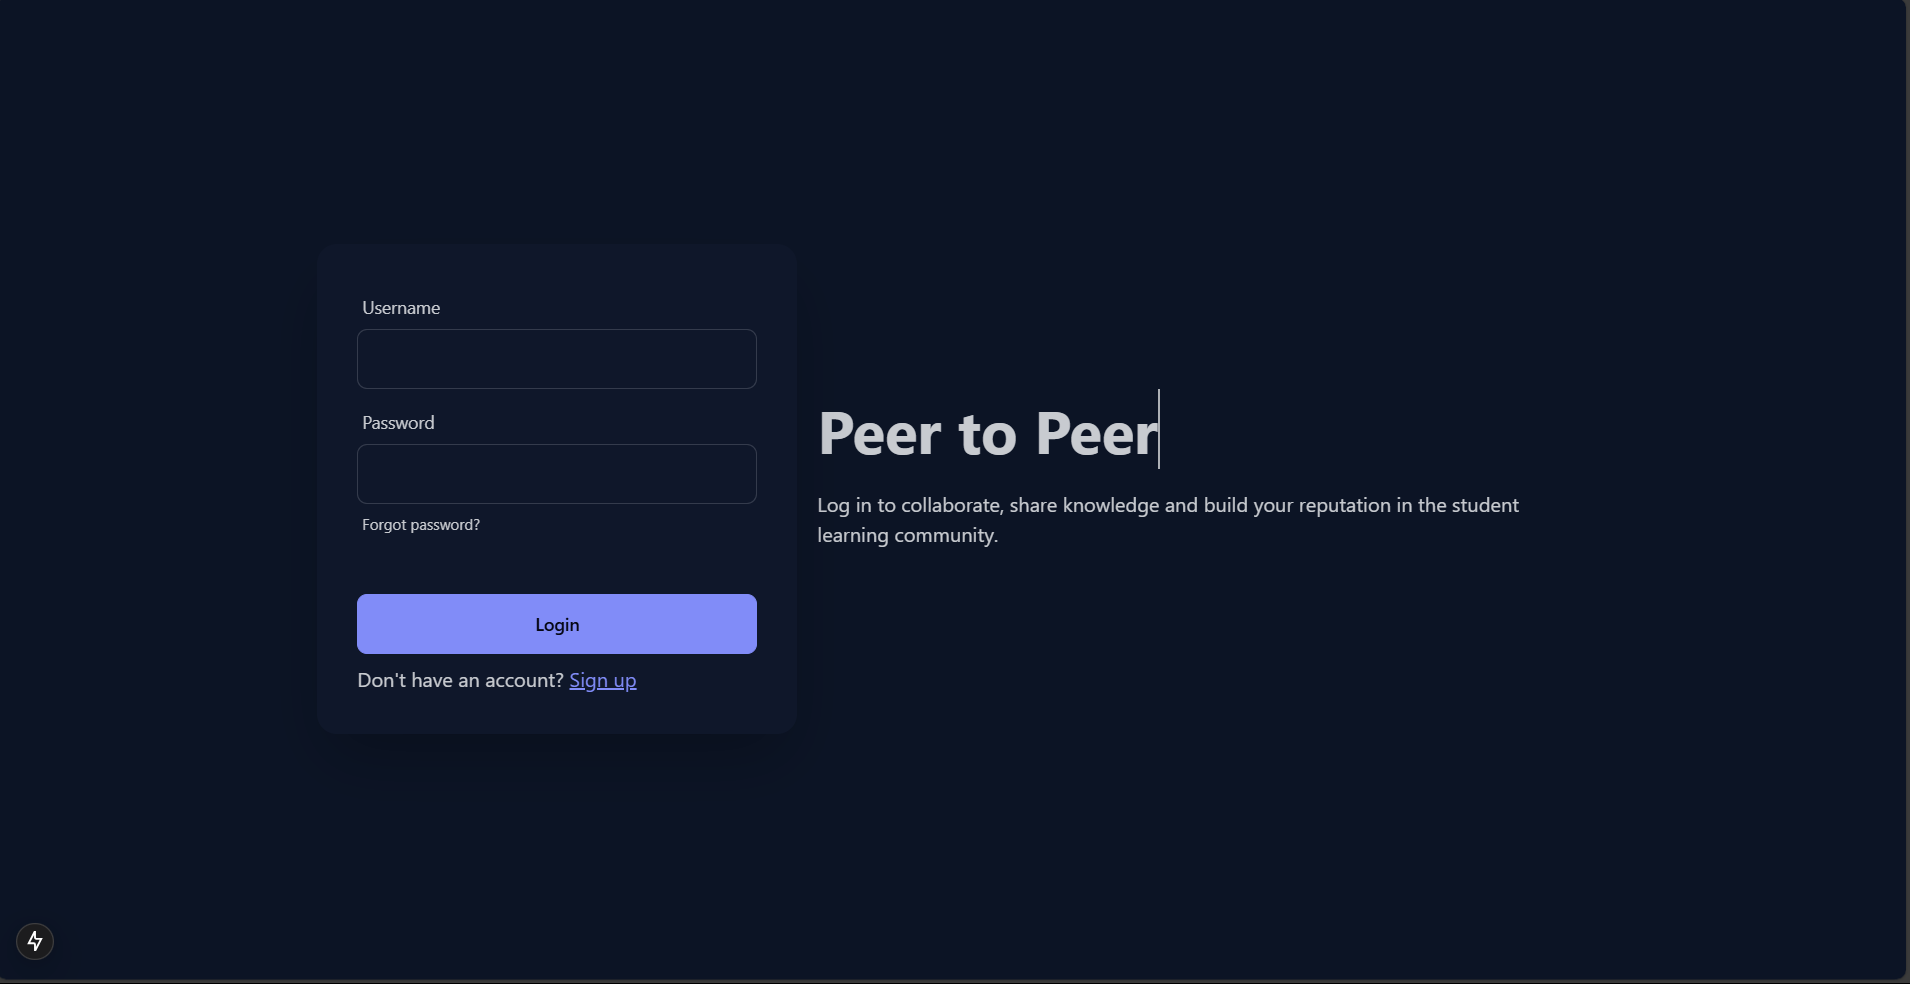 Username
Password
Forgot password?
Login
Don't have an account? Sign up
Peer to Peer
Log in to collaborate, share knowledge and build your reputation in the student
learning community.